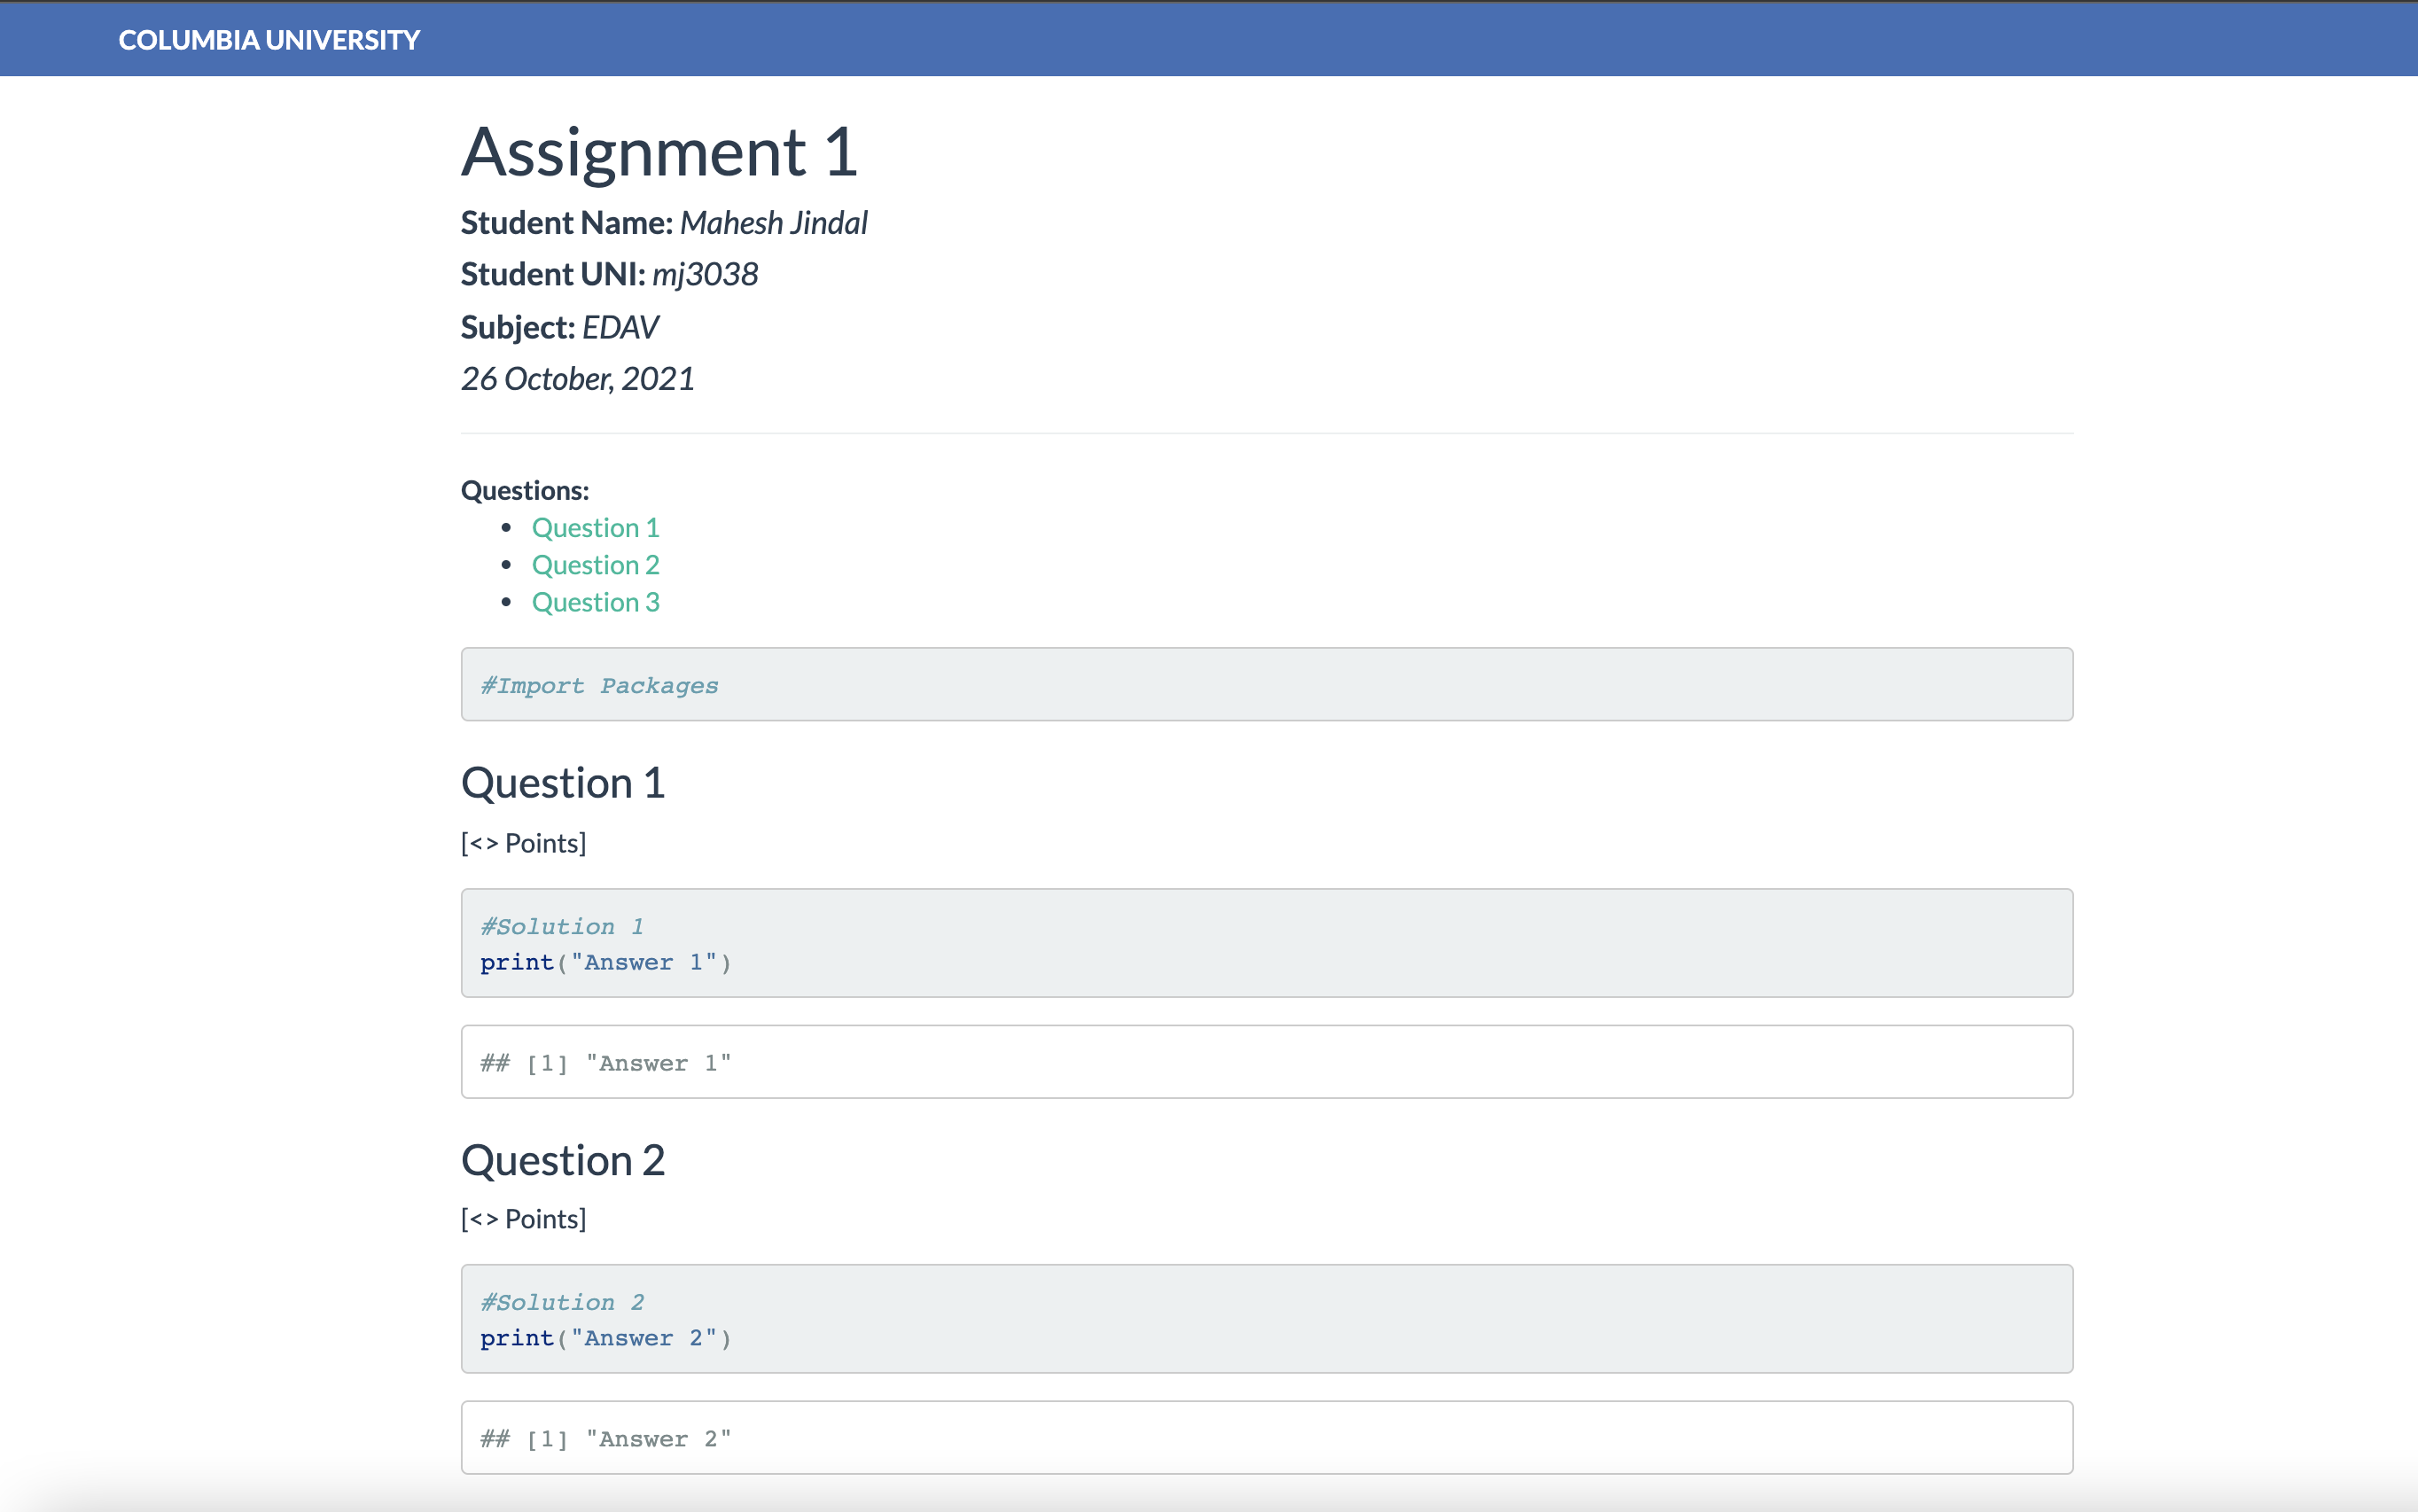 COLUMBIA UNIVERSITY
Assignment 1
Student Name: Mahesh Jindal
Student UNI: mj3038
Subject: EDAV
26 October, 2021
Questions:
• Question 1
• Question 2
• Question 3
#Import Packages
Question 1
[<> Points]
#Solution 1
print("Answer 1")
## [1] "Answer 1"
Question 2
[<> Points]
#Solution 2
print("Answer 2")
## [1] "Answer 2"